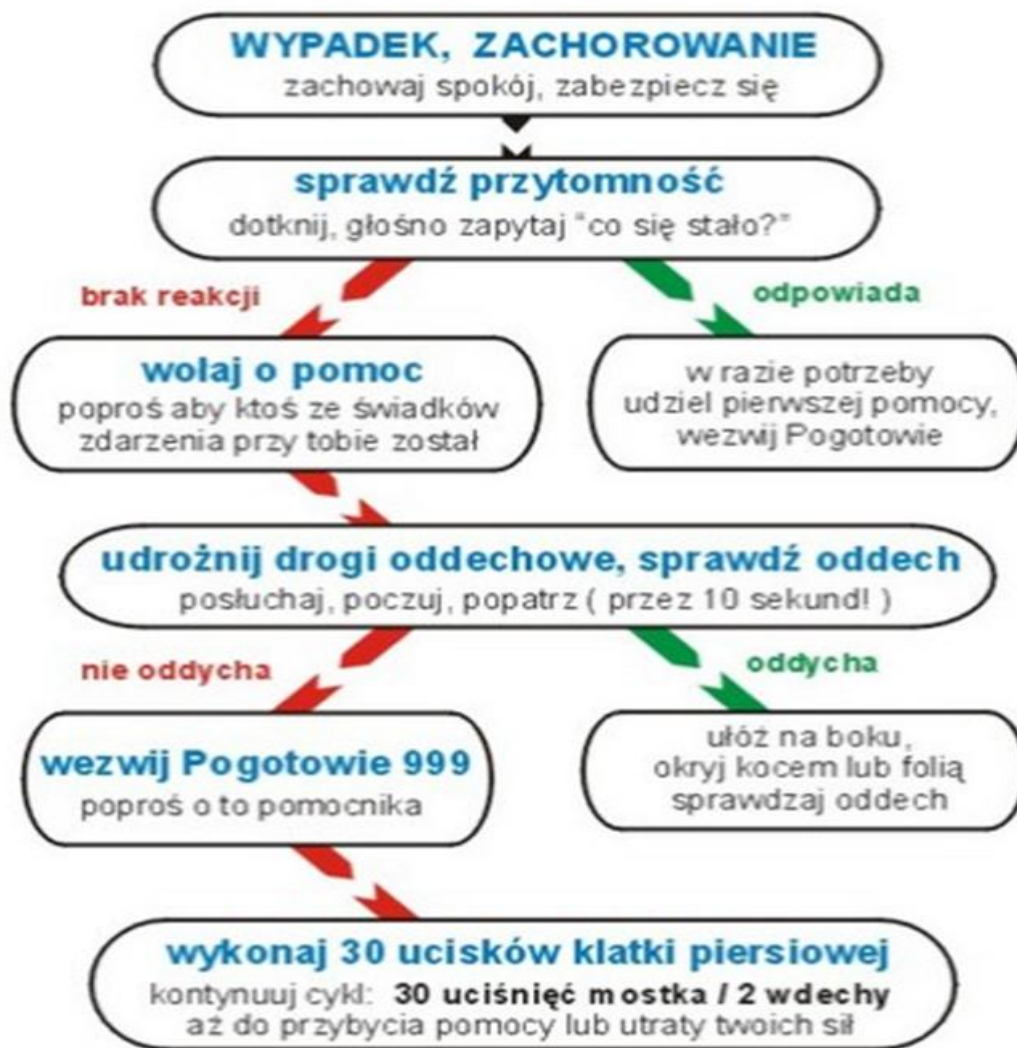 WYPADEK, ZACHOROWANIE
zachowaj spokój, zabezpiecz się
sprawdź przytomność
dotknij, głośno zapytaj “co się stało?”
brak reakcji
odpowiada
wołaj o pomoc
poproś aby ktoś ze świadków
zdarzenia przy tobie został
w razie potrzeby
udziel pierwszej pomocy,
wezwij Pogotowie
udrożnij drogi oddechowe, sprawdź oddech
posłuchaj, poczuj, popatrz ( przez 10 sekund! )
nie oddycha
oddycha
wezwij Pogotowie 999
poproś o to pomocnika
ułóż na boku,
okryj kocem lub folią
sprawdzaj oddech
wykonaj 30 ucisków klatki piersiowej
kontynuuj cykl: 30 uciśnięć mostka / 2 wdechy
aż do przybycia pomocy lub utraty twoich sił